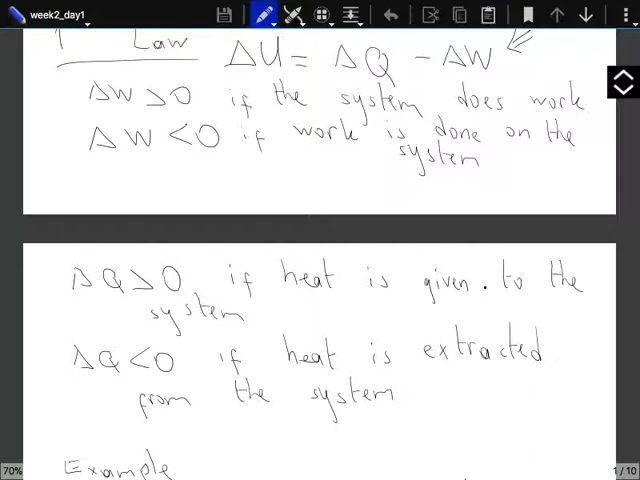 week2_day1
1 Law ΔU = ΔQ - ΔW
ΔW > 0 if the system does work
ΔW < 0 if work is done on the
system
ΔQ > 0 if heat is given. to the
system
ΔQ < 0 if heat is extracted
from the system
Example
70%
1 / 10